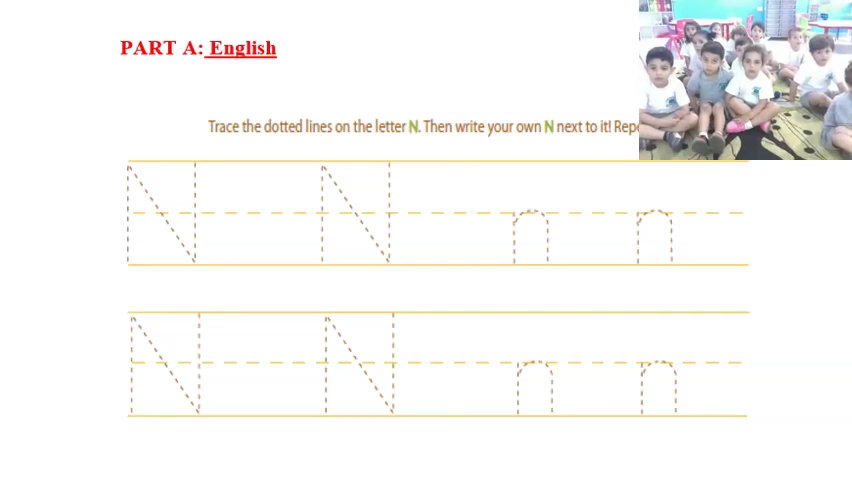 PART A: English
Trace the dotted lines on the letter N. Then write your own N next to it!
N N n n
N N n n